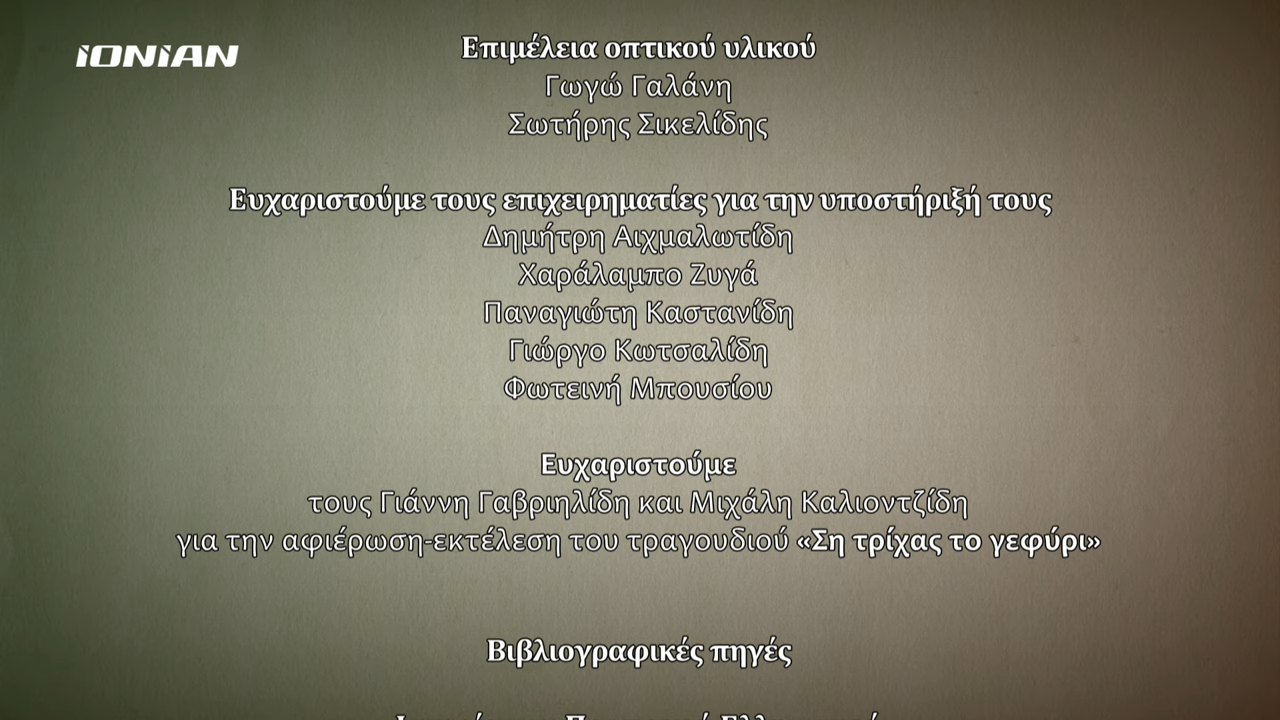 iONiAN
Επιμέλεια οπτικού υλικού
Γωγώ Γαλάνη
Σωτήρης Σικελίδης
Ευχαριστούμε τους επιχειρηματίες για την υποστήριξή τους
Δημήτρη Αιχμαλωτίδη
Χαράλαμπο Ζυγά
Παναγιώτη Καστανίδη
Γιώργο Κωτσαλίδη
Φωτεινή Μπουσίου
Ευχαριστούμε
τους Γιάννη Γαβριηλίδη και Μιχάλη Καλιοντζίδη
για την αφιέρωση-εκτέλεση του τραγουδιού «Ση τρίχας το γεφύρι»
Βιβλιογραφικές πηγές